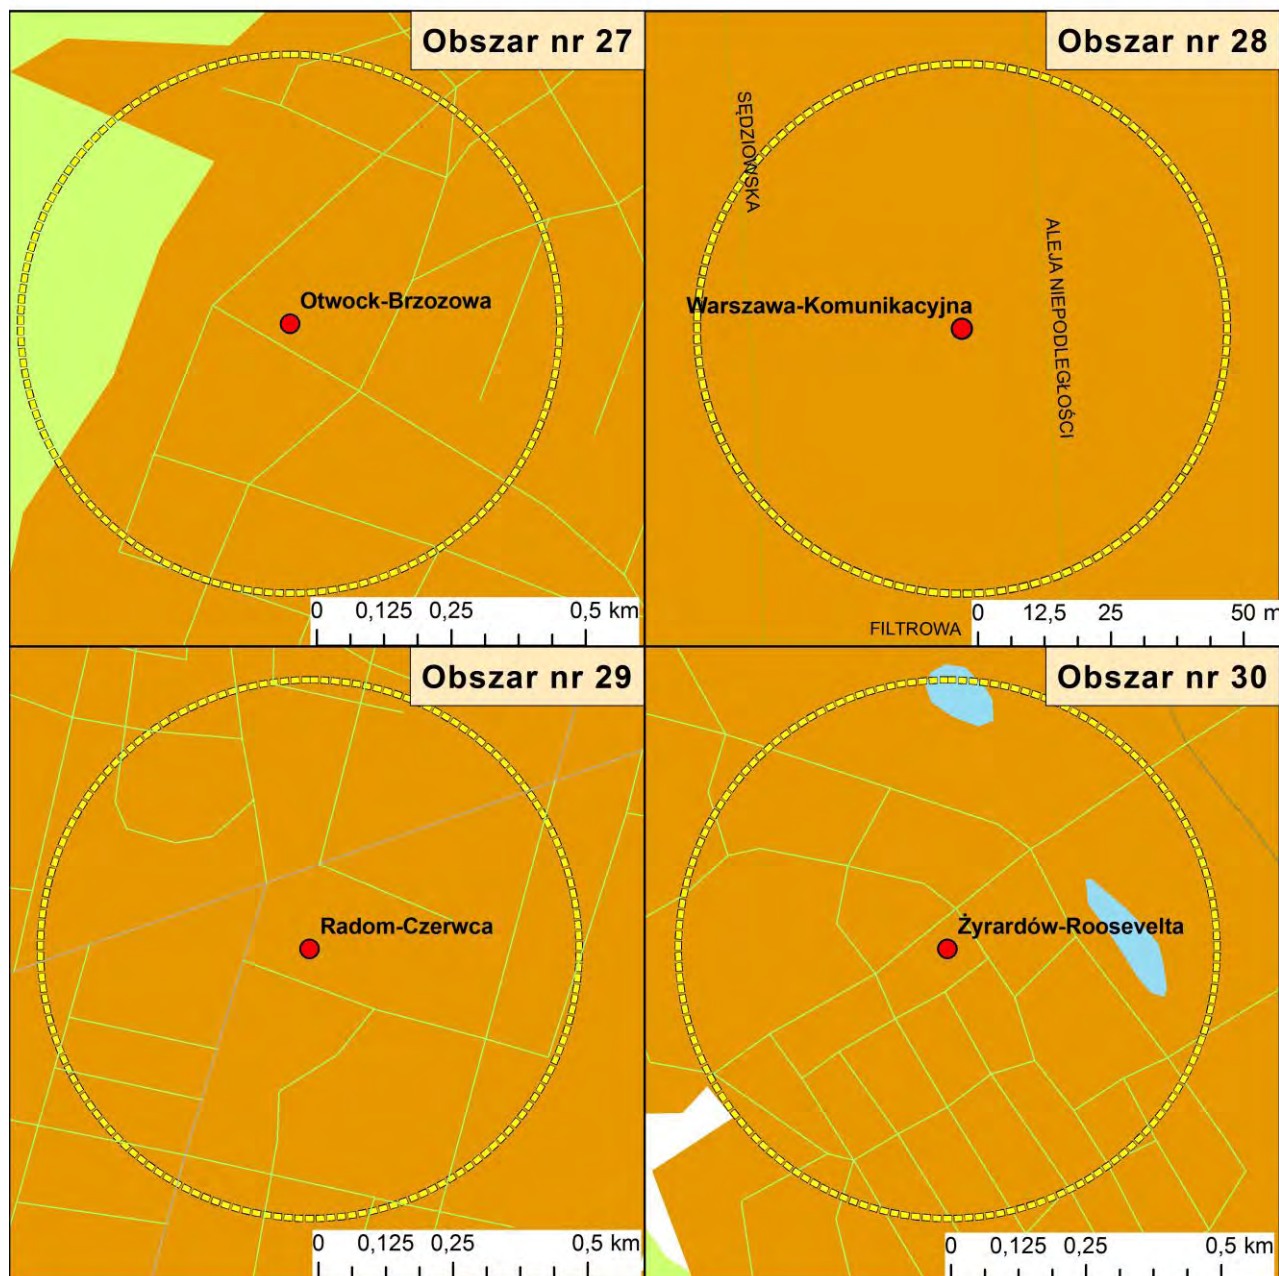 Obszar nr 27
Otwock-Brzozowa
0 0,125 0,25 0,5 km
Obszar nr 28
SĘDZIOWSKA
ALEJA NIEPODLEGŁOŚCI
Warszawa-Komunikacyjna
FILTROWA
0 12,5 25 50 m
Obszar nr 29
Radom-Czerwca
0 0,125 0,25 0,5 km
Obszar nr 30
Żyrardów-Roosevelta
0 0,125 0,25 0,5 km